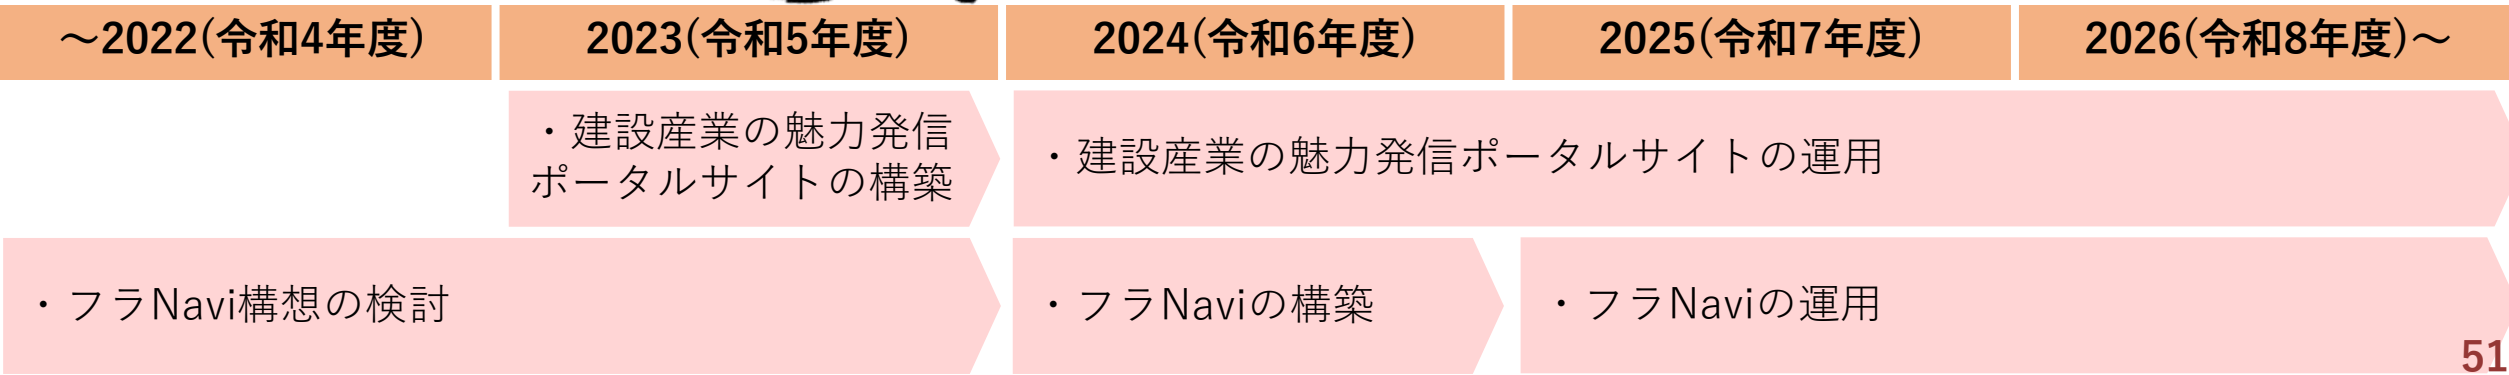 ～2022(令和4年度)
2023(令和5年度)
2024(令和6年度)
2025(令和7年度)
2026(令和8年度)～
・建設産業の魅力発信
ポータルサイトの構築
・建設産業の魅力発信ポータルサイトの運用
・フラNavi構想の検討
・フラNaviの構築
・フラNaviの運用
51